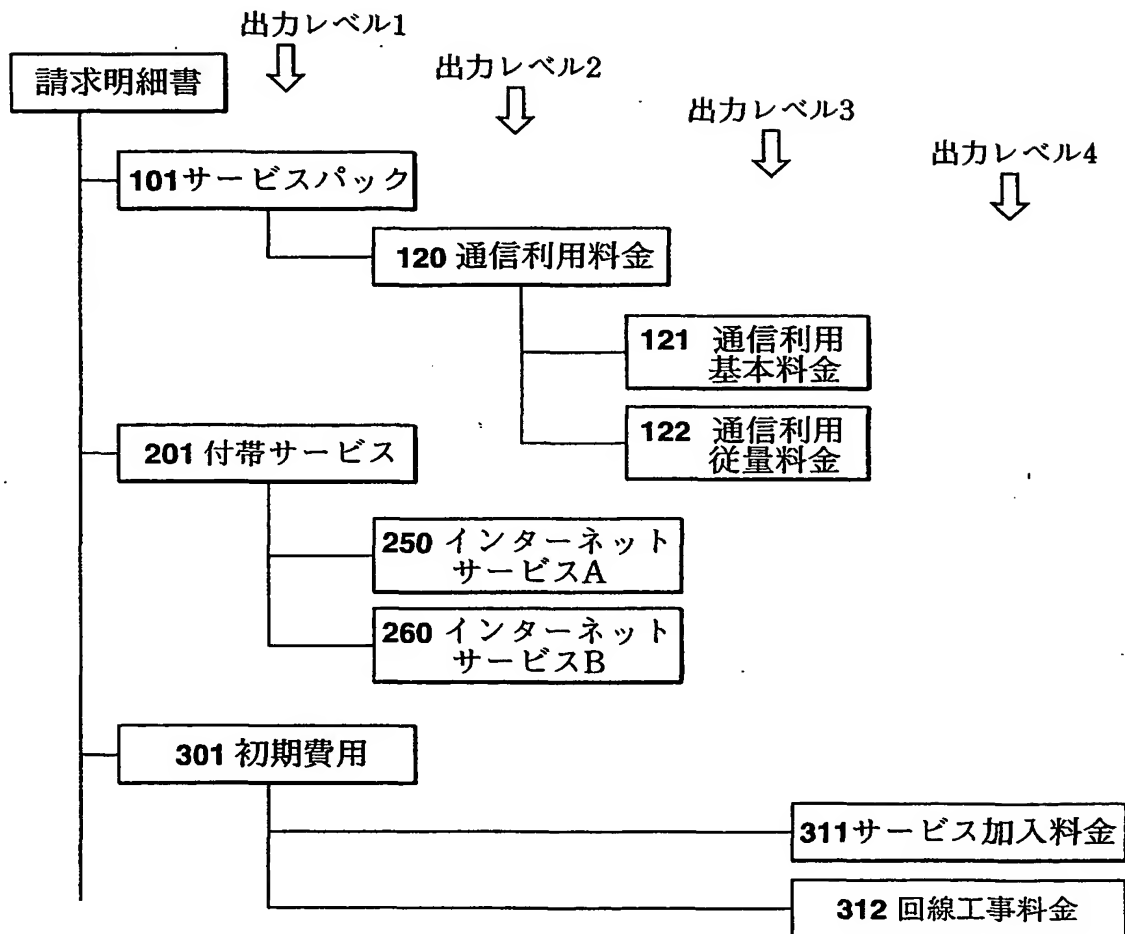 出力レベル1
請求明細書
出力レベル2
出力レベル3
出力レベル4
101サービスパック
120 通信利用料金
121 通信利用
基本料金
122 通信利用
従量料金
201 付帯サービス
250 インターネット
サービスA
260 インターネット
サービスB
301 初期費用
311サービス加入料金
312 回線工事料金